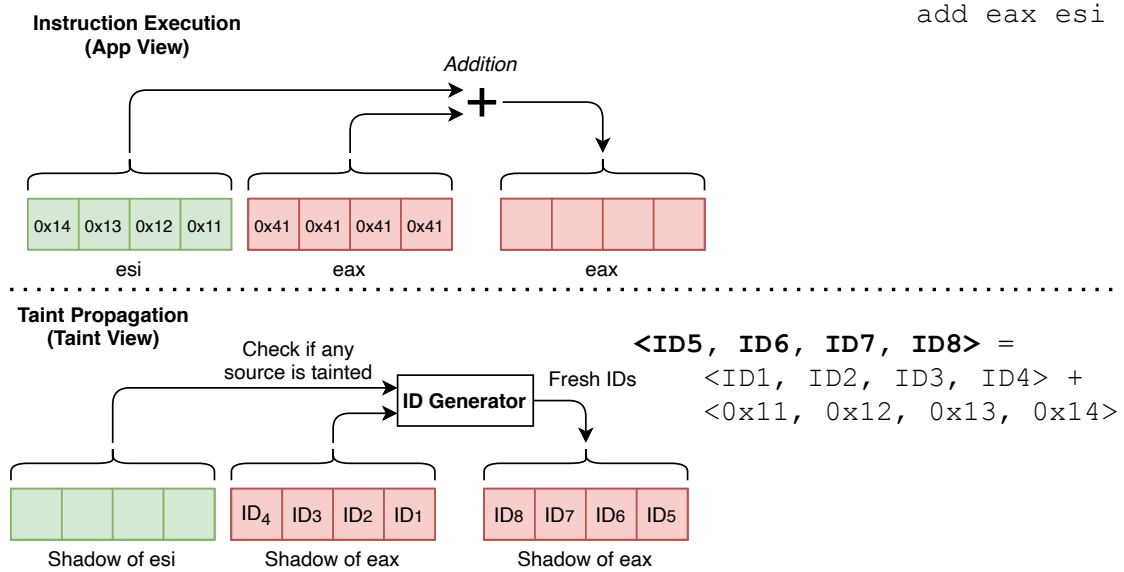 Instruction Execution
(App View)
add eax esi
Addition
+
0x14 0x13 0x12 0x11
0x41 0x41 0x41 0x41
esi
eax
eax
Taint Propagation
(Taint View)
Check if any
source is tainted
ID Generator
Fresh IDs
<ID5, ID6, ID7, ID8> =
<ID1, ID2, ID3, ID4> +
<0x11, 0x12, 0x13, 0x14>
ID4 ID3 ID2 ID1
ID8 ID7 ID6 ID5
Shadow of esi
Shadow of eax
Shadow of eax